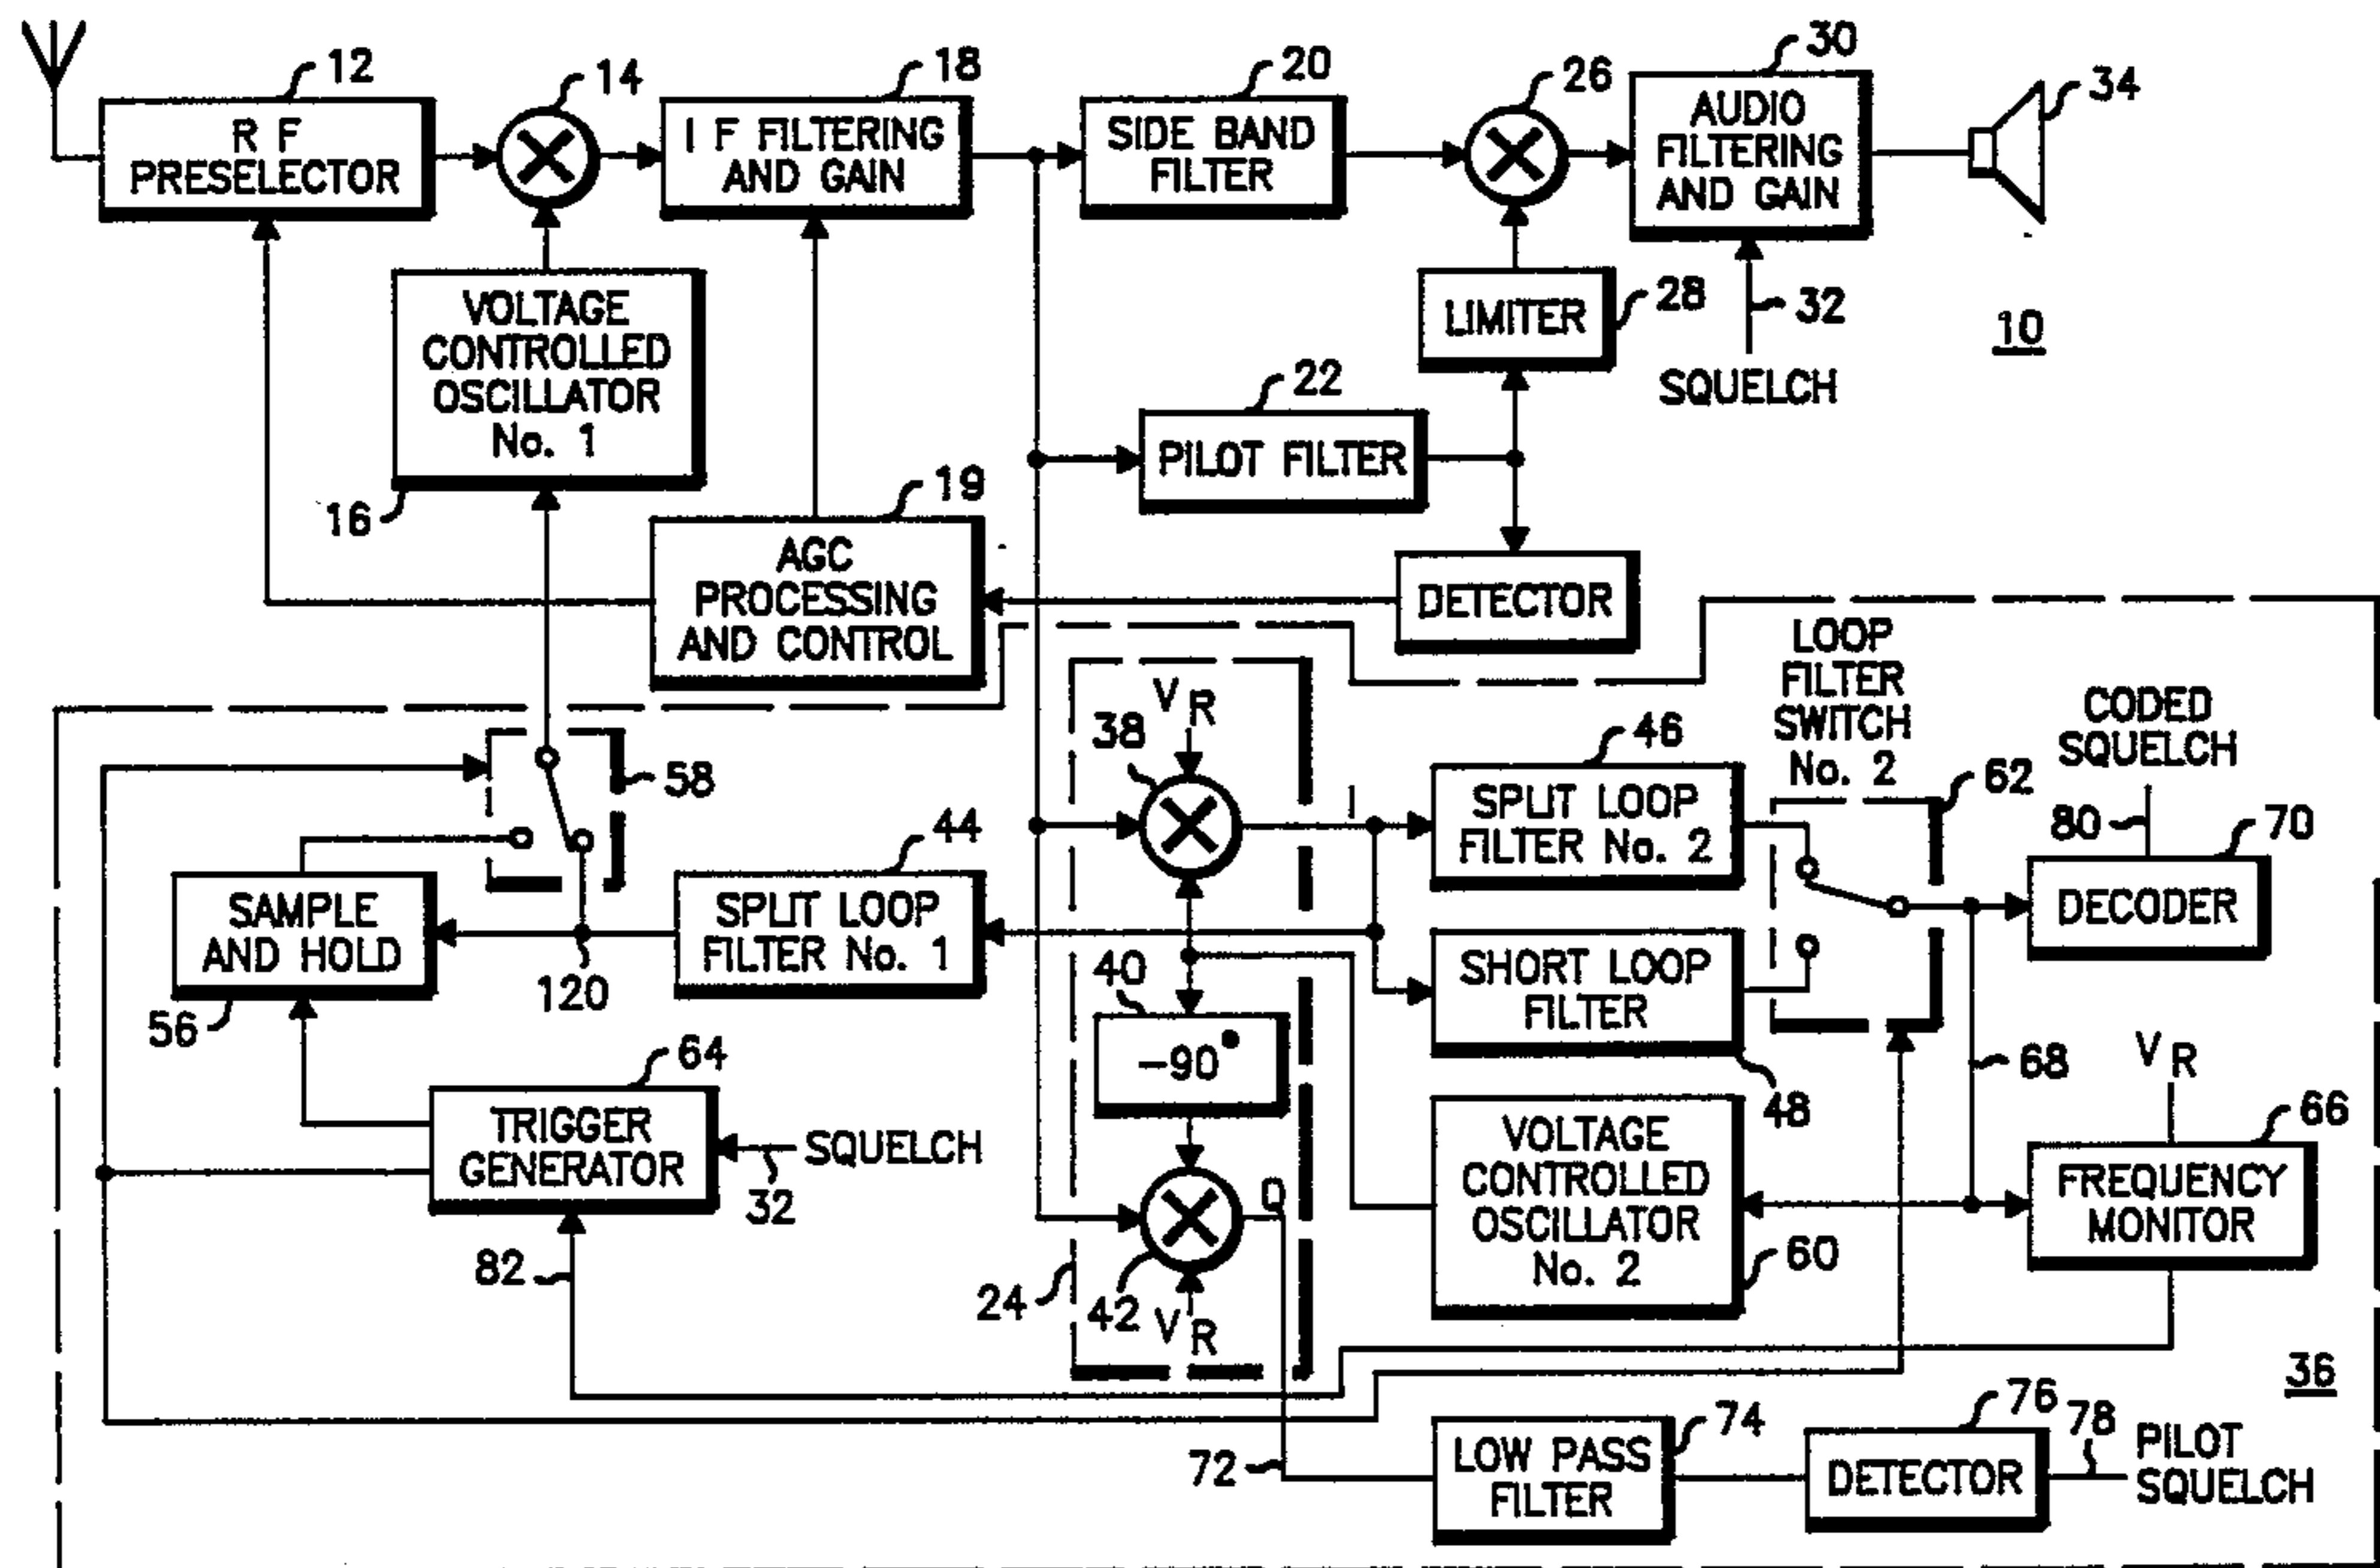 12
R F
PRESELECTOR
14
18
I F FILTERING
AND GAIN
20
SIDE BAND
FILTER
26
30
AUDIO
FILTERING
AND GAIN
34
VOLTAGE
CONTROLLED
OSCILLATOR
No. 1
16
LIMITER
28
32
SQUELCH
10
22
PILOT FILTER
19
AGC
PROCESSING
AND CONTROL
DETECTOR
LOOP
FILTER
SWITCH
No. 2
62
CODED
SQUELCH
80
70
DECODER
58
V R
38
I
46
SPLIT LOOP
FILTER No. 2
44
SPLIT LOOP
FILTER No. 1
SAMPLE
AND HOLD
56
120
40
-90°
SHORT LOOP
FILTER
48
68
V R
66
FREQUENCY
MONITOR
64
TRIGGER
GENERATOR
SQUELCH
32
82
Q
24
42
V R
VOLTAGE
CONTROLLED
OSCILLATOR
No. 2
60
36
72
74
LOW PASS
FILTER
76
DETECTOR
78
PILOT
SQUELCH